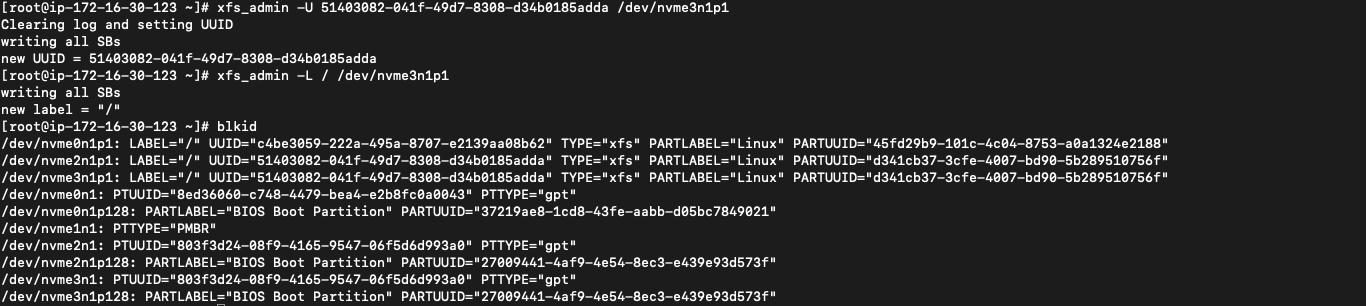 [root@ip-172-16-30-123 ~]# xfs_admin -U 51403082-041f-49d7-8308-d34b0185adda /dev/nvme3n1p1
Clearing log and setting UUID
writing all SBs
new UUID = 51403082-041f-49d7-8308-d34b0185adda
[root@ip-172-16-30-123 ~]# xfs_admin -L / /dev/nvme3n1p1
writing all SBs
new label = "/"
[root@ip-172-16-30-123 ~]# blkid
/dev/nvme0n1p1: LABEL="/" UUID="c4be3059-222a-495a-8707-e2139aa08b62" TYPE="xfs" PARTLABEL="Linux" PARTUUID="45fd29b9-101c-4c04-8753-a0a1324e2188"
/dev/nvme2n1p1: LABEL="/" UUID="51403082-041f-49d7-8308-d34b0185adda" TYPE="xfs" PARTLABEL="Linux" PARTUUID="d341cb37-3cfe-4007-bd90-5b289510756f"
/dev/nvme3n1p1: LABEL="/" UUID="51403082-041f-49d7-8308-d34b0185adda" TYPE="xfs" PARTLABEL="Linux" PARTUUID="d341cb37-3cfe-4007-bd90-5b289510756f"
/dev/nvme0n1: PTUUID="8ed36060-c748-4479-bea4-e2b8fc0a0043" PTTYPE="gpt"
/dev/nvme0n1p128: PARTLABEL="BIOS Boot Partition" PARTUUID="37219ae8-1cd8-43fe-aabb-d05bc7849021"
/dev/nvme1n1: PTTYPE="PMBR"
/dev/nvme2n1: PTUUID="803f3d24-08f9-4165-9547-06f5d6d993a0" PTTYPE="gpt"
/dev/nvme2n1p128: PARTLABEL="BIOS Boot Partition" PARTUUID="27009441-4af9-4e54-8ec3-e439e93d573f"
/dev/nvme3n1: PTUUID="803f3d24-08f9-4165-9547-06f5d6d993a0" PTTYPE="gpt"
/dev/nvme3n1p128: PARTLABEL="BIOS Boot Partition" PARTUUID="27009441-4af9-4e54-8ec3-e439e93d573f"